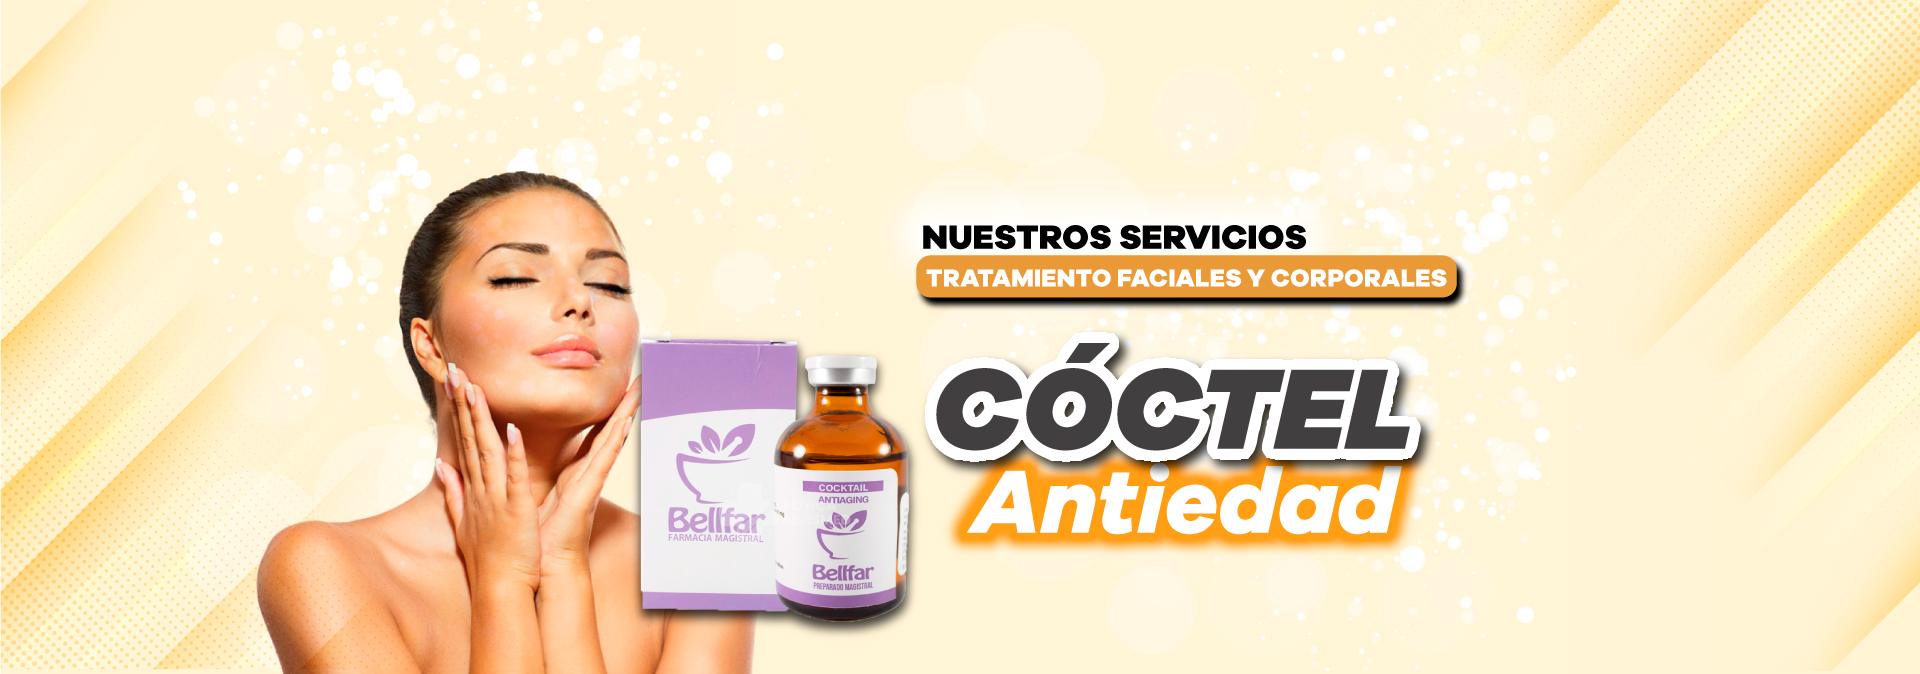 NUESTROS SERVICIOS
TRATAMIENTO FACIALES Y CORPORALES
CÓCTEL
Antiedad
Bellfar
FARMACIA MAGISTRAL
COCKTAIL
ANTIAGING
Bellfar
PREPARADO MAGISTRAL